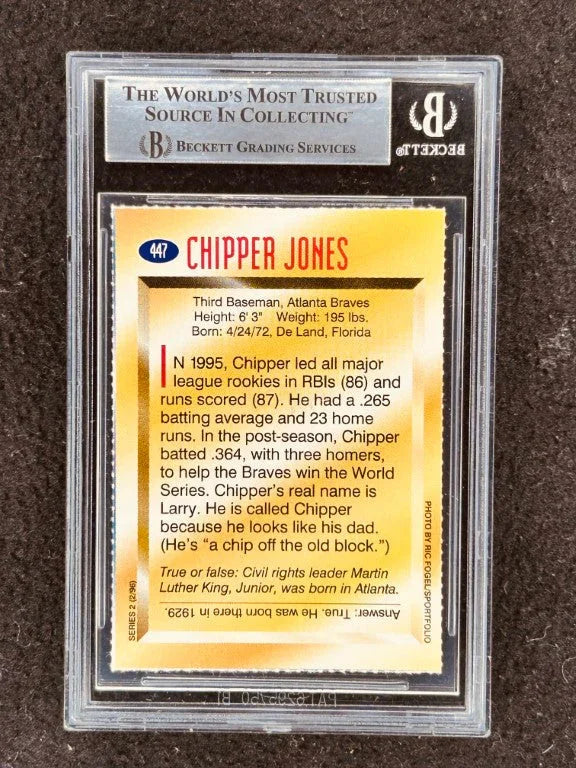 THE WORLD'S MOST TRUSTED
SOURCE IN COLLECTING™
B BECKETT GRADING SERVICES
B
BECKETT®
447 CHIPPER JONES
Third Baseman, Atlanta Braves
Height: 6' 3" Weight: 195 lbs.
Born: 4/24/72, De Land, Florida
IN 1995, Chipper led all major
league rookies in RBIs (86) and
runs scored (87). He had a .265
batting average and 23 home
runs. In the post-season, Chipper
batted .364, with three homers,
to help the Braves win the World
Series. Chipper's real name is
Larry. He is called Chipper
because he looks like his dad.
(He's "a chip off the old block.")
True or false: Civil rights leader Martin
Luther King, Junior, was born in Atlanta.
Answer: True. He was born there in 1929.
SERIES 2 (2/96)
PHOTO BY RIC FOGEL/SPORTFOLIO